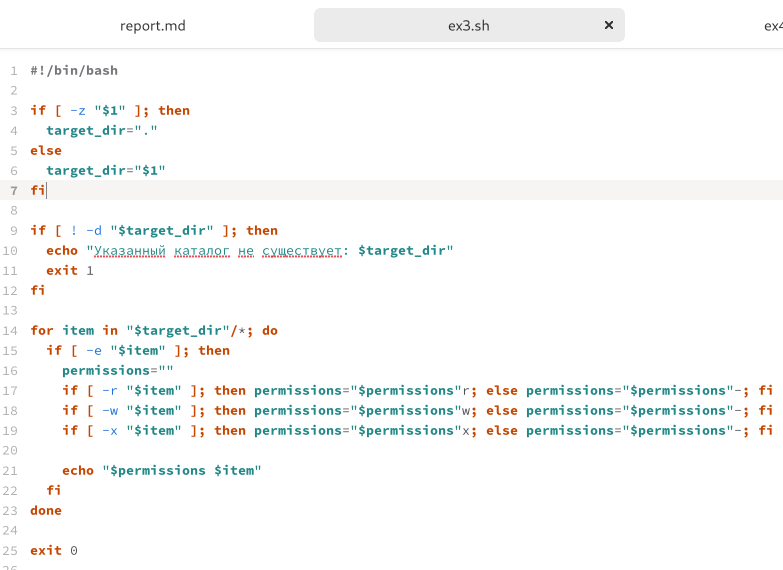 report.md
ex3.sh
ex4
1 #!/bin/bash
2
3 if [ -z "$1" ]; then
4   target_dir="."
5 else
6   target_dir="$1"
7 fi
8
9 if [ ! -d "$target_dir" ]; then
10   echo "Указанный каталог не существует: $target_dir"
11   exit 1
12 fi
13
14 for item in "$target_dir"/*; do
15   if [ -e "$item" ]; then
16     permissions=""
17     if [ -r "$item" ]; then permissions="$permissions"r; else permissions="$permissions"-; fi
18     if [ -w "$item" ]; then permissions="$permissions"w; else permissions="$permissions"-; fi
19     if [ -x "$item" ]; then permissions="$permissions"x; else permissions="$permissions"-; fi
20
21     echo "$permissions $item"
22   fi
23 done
24
25 exit 0